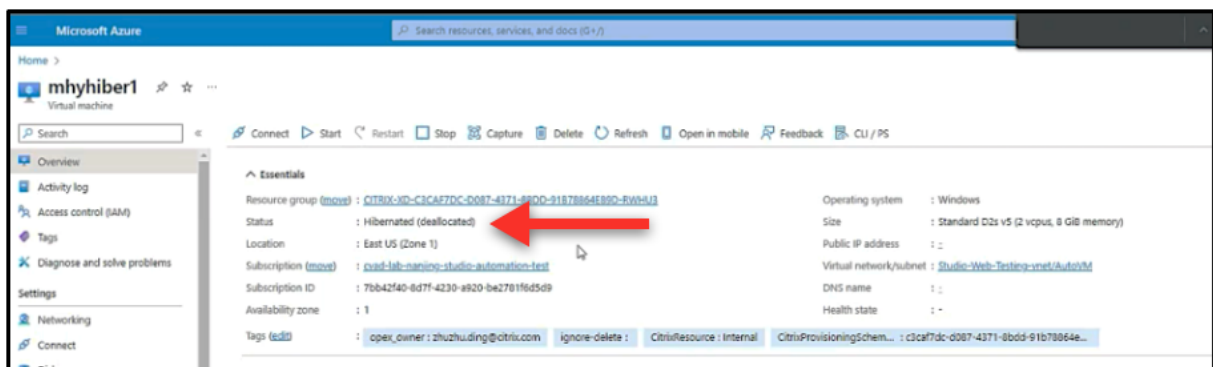 Microsoft Azure
Search resources, services, and docs (G+/)
Home >
mhyhiber1
Virtual machine
Search
Connect Start Restart Stop Capture Delete Refresh Open in mobile Feedback CLI / PS
Overview
Activity log
Access control (IAM)
Tags
Diagnose and solve problems
Settings
Networking
Connect
Essentials
Resource group (move) : CITRIX-XD-C3CAF7DC-D087-4371-8BDD-91B78864E89D-RWHU3
Status : Hibernated (deallocated)
Location : East US (Zone 1)
Subscription (move) : cvad-lab-nanjing-studio-automation-test
Subscription ID : 7bb42f40-8d7f-4230-a920-be2781f6d5d9
Availability zone : 1
Operating system : Windows
Size : Standard D2s v5 (2 vcpus, 8 GiB memory)
Public IP address : -
Virtual network/subnet : Studio-Web-Testing-vnet/AutoVM
DNS name : -
Health state : -
Tags (edit) : opex_owner : zhuzhu.ding@citrix.com ignore-delete : CitrixResource : Internal CitrixProvisioningSchem... : c3caf7dc-d087-4371-8bdd-91b78864e...